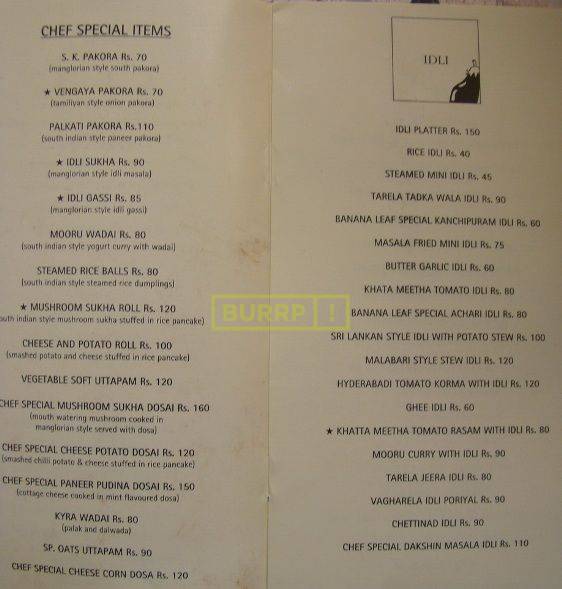 CHEF SPECIAL ITEMS
S. K. PAKORA Rs. 70
(manglorian style south pakora)
★ VENGAYA PAKORA Rs. 70
(tamiliyan style onion pakora)
PALKATI PAKORA Rs.110
(south indian style paneer pakora)
★ IDLI SUKHA Rs. 90
(manglorian style idli masala)
★ IDLI GASSI Rs. 85
(manglorian style idli gassi)
MOORU WADAI Rs. 80
(south indian style yogurt curry with wadai)
STEAMED RICE BALLS Rs. 80
(south indian style steamed rice dumplings)
★ MUSHROOM SUKHA ROLL Rs. 120
outh indian style mushroom sukha stuffed in rice pancake)
CHEESE AND POTATO ROLL Rs. 100
(smashed potato and cheese stuffed in rice pancake)
VEGETABLE SOFT UTTAPAM Rs. 120
CHEF SPECIAL MUSHROOM SUKHA DOSAI Rs. 160
(mouth watering mushroom cooked in
manglorian style served with dosa)
CHEF SPECIAL CHEESE POTATO DOSAI Rs. 120
(smashed chilli potato & cheese stuffed in rice pancake)
CHEF SPECIAL PANEER PUDINA DOSAI Rs. 150
(cottage cheese cooked in mint flavoured dosa)
KYRA WADAI Rs. 80
(palak and dalwada)
SP. OATS UTTAPAM Rs. 90
CHEF SPECIAL CHEESE CORN DOSA Rs. 120
IDLI
IDLI PLATTER Rs. 150
RICE IDLI Rs. 40
STEAMED MINI IDLI Rs. 45
TARELA TADKA WALA IDLI Rs. 90
BANANA LEAF SPECIAL KANCHIPURAM IDLI Rs. 60
MASALA FRIED MINI IDLI Rs. 75
BUTTER GARLIC IDLI Rs. 60
KHATA MEETHA TOMATO IDLI Rs. 80
BANANA LEAF SPECIAL ACHARI IDLI Rs. 80
SRI LANKAN STYLE IDLI WITH POTATO STEW Rs. 100
MALABARI STYLE STEW IDLI Rs. 120
HYDERABADI TOMATO KORMA WITH IDLI Rs. 120
GHEE IDLI Rs. 60
★ KHATTA MEETHA TOMATO RASAM WITH IDLI Rs. 80
MOORU CURRY WITH IDLI Rs. 90
TARELA JEERA IDLI Rs. 80
VAGHARELA IDLI PORIYAL Rs. 90
CHETTINAD IDLI Rs. 90
CHEF SPECIAL DAKSHIN MASALA IDLI Rs. 110
BURRP !